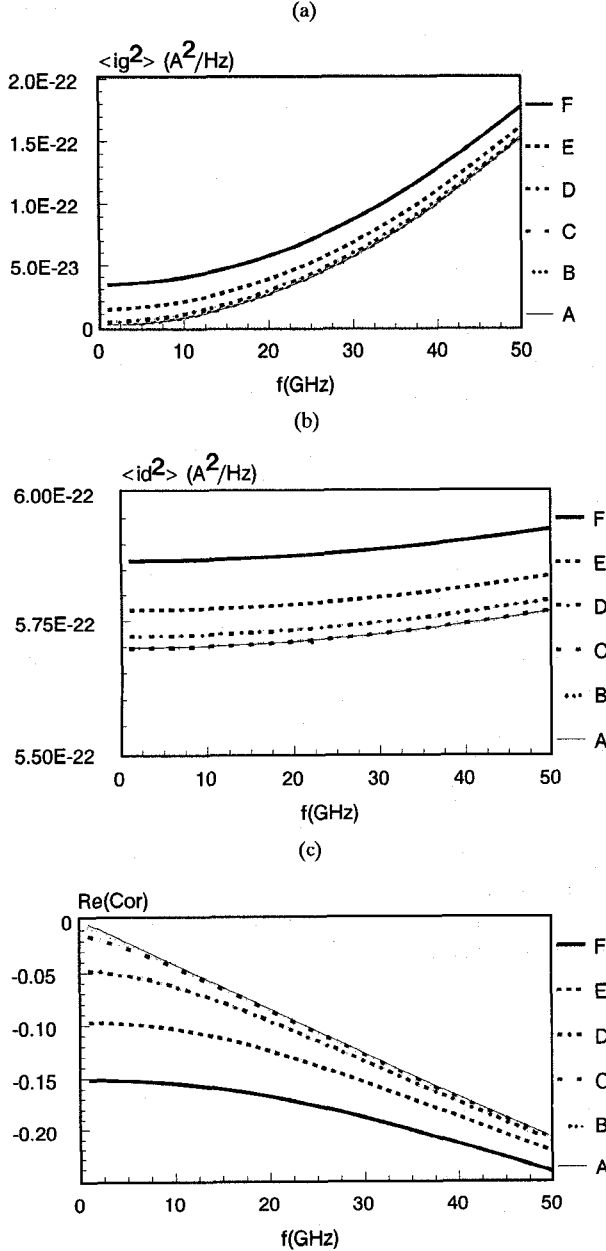 (a)
<ig2> (A2/Hz)
2.0E-22
1.5E-22
1.0E-22
5.0E-23
0
0 10 20 30 40 50
f(GHz)
F
E
D
C
B
A
(b)
<id2> (A2/Hz)
6.00E-22
5.75E-22
5.50E-22
0 10 20 30 40 50
f(GHz)
F
E
D
C
B
A
(c)
Re(Cor)
0
-0.05
-0.10
-0.15
-0.20
0 10 20 30 40 50
f(GHz)
F
E
D
C
B
A